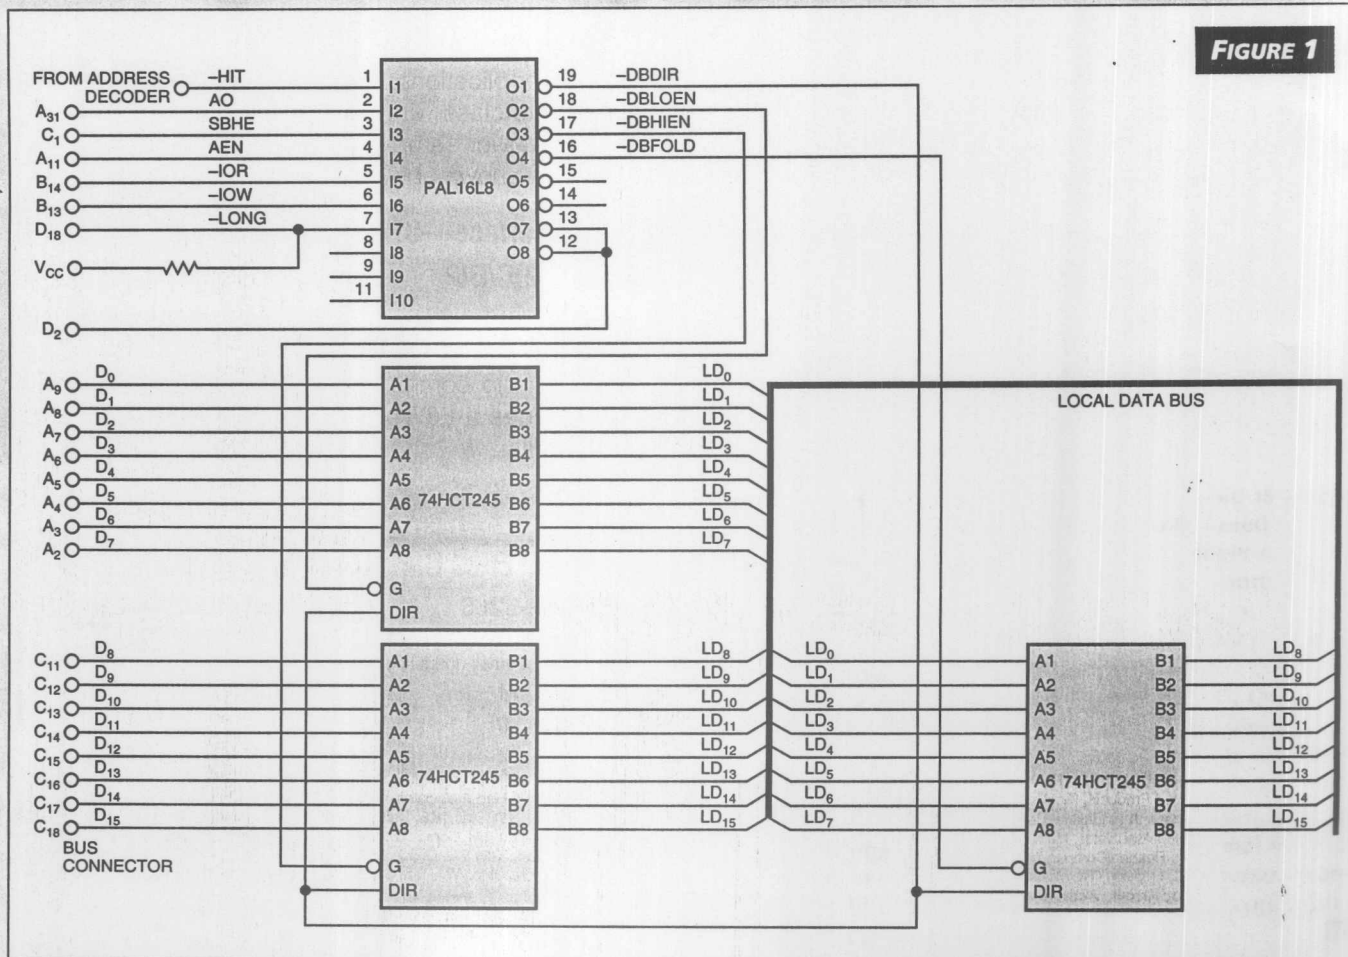 FIGURE 1
FROM ADDRESS DECODER –HIT 1 I1 O1 19 –DBDIR
A31 AO 2 I2 O2 18 –DBLOEN
C1 SBHE 3 I3 O3 17 –DBHIEN
A11 AEN 4 I4 O4 16 –DBFOLD
B14 –IOR 5 I5 PAL16L8 O5 15
B13 –IOW 6 I6 O6 14
D18 –LONG 7 I7 O7 13
8 I8 O8 12
VCC 9 I9
11 I10
D2
A9 D0 A1 B1 LD0
A8 D1 A2 B2 LD1
A7 D2 A3 B3 LD2
A6 D3 A4 B4 LD3
A5 D4 A5 B5 LD4
A4 D5 A6 74HCT245 B6 LD5
A3 D6 A7 B7 LD6
A2 D7 A8 B8 LD7
G
DIR
LOCAL DATA BUS
C11 D8 A1 B1 LD8
C12 D9 A2 B2 LD9
C13 D10 A3 B3 LD10
C14 D11 A4 B4 LD11
C15 D12 A5 B5 LD12
C16 D13 A6 74HCT245 B6 LD13
C17 D14 A7 B7 LD14
C18 D15 A8 B8 LD15
BUS
CONNECTOR
G
DIR
LD0 A1 B1 LD8
LD1 A2 B2 LD9
LD2 A3 B3 LD10
LD3 A4 B4 LD11
LD4 A5 B5 LD12
LD5 A6 74HCT245 B6 LD13
LD6 A7 B7 LD14
LD7 A8 B8 LD15
G
DIR